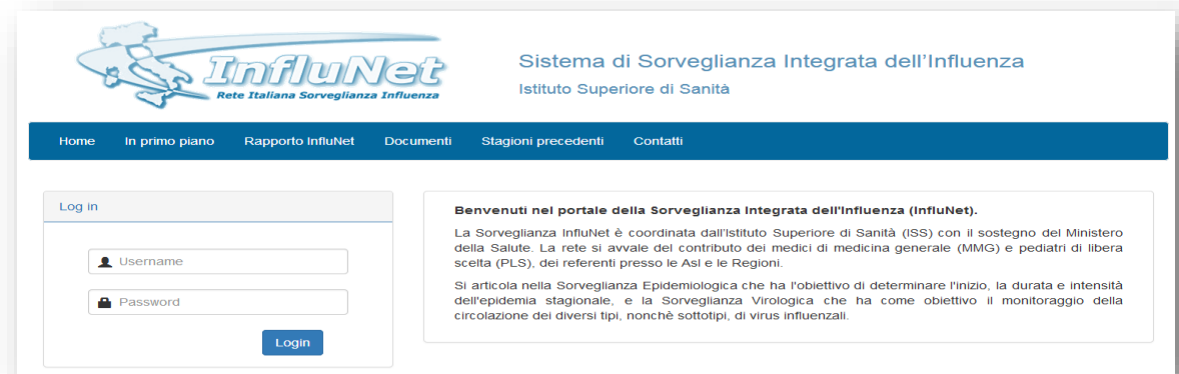 InfluNet
Rete Italiana Sorveglianza Influenza
Sistema di Sorveglianza Integrata dell'Influenza
Istituto Superiore di Sanità
Home In primo piano Rapporto InfluNet Documenti Stagioni precedenti Contatti
Log in
Username
Password
Login
Benvenuti nel portale della Sorveglianza Integrata dell'Influenza (InfluNet).
La Sorveglianza InfluNet è coordinata dall'Istituto Superiore di Sanità (ISS) con il sostegno del Ministero
della Salute. La rete si avvale del contributo dei medici di medicina generale (MMG) e pediatri di libera
scelta (PLS), dei referenti presso le Asl e le Regioni.
Si articola nella Sorveglianza Epidemiologica che ha l'obiettivo di determinare l'inizio, la durata e intensità
dell'epidemia stagionale, e la Sorveglianza Virologica che ha come obiettivo il monitoraggio della
circolazione dei diversi tipi, nonchè sottotipi, di virus influenzali.